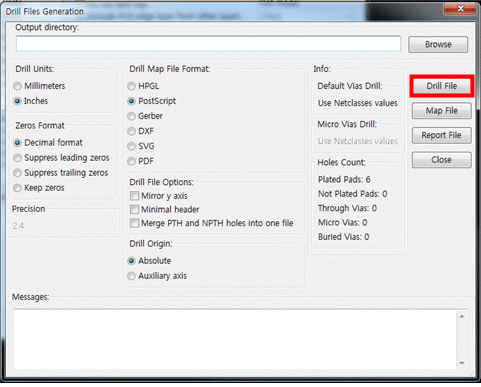 Drill Files Generation
Output directory:
Browse
Drill Units:
Millimeters
Inches
Zeros Format
Decimal format
Suppress leading zeros
Suppress trailing zeros
Keep zeros
Precision
2:4
Drill Map File Format:
HPGL
PostScript
Gerber
DXF
SVG
PDF
Drill File Options:
Mirror y axis
Minimal header
Merge PTH and NPTH holes into one file
Drill Origin:
Absolute
Auxiliary axis
Info:
Default Vias Drill:
Use Netclasses values
Micro Vias Drill:
Use Netclasses values
Holes Count:
Plated Pads: 6
Not Plated Pads: 0
Through Vias: 0
Micro Vias: 0
Buried Vias: 0
Drill File
Map File
Report File
Close
Messages: